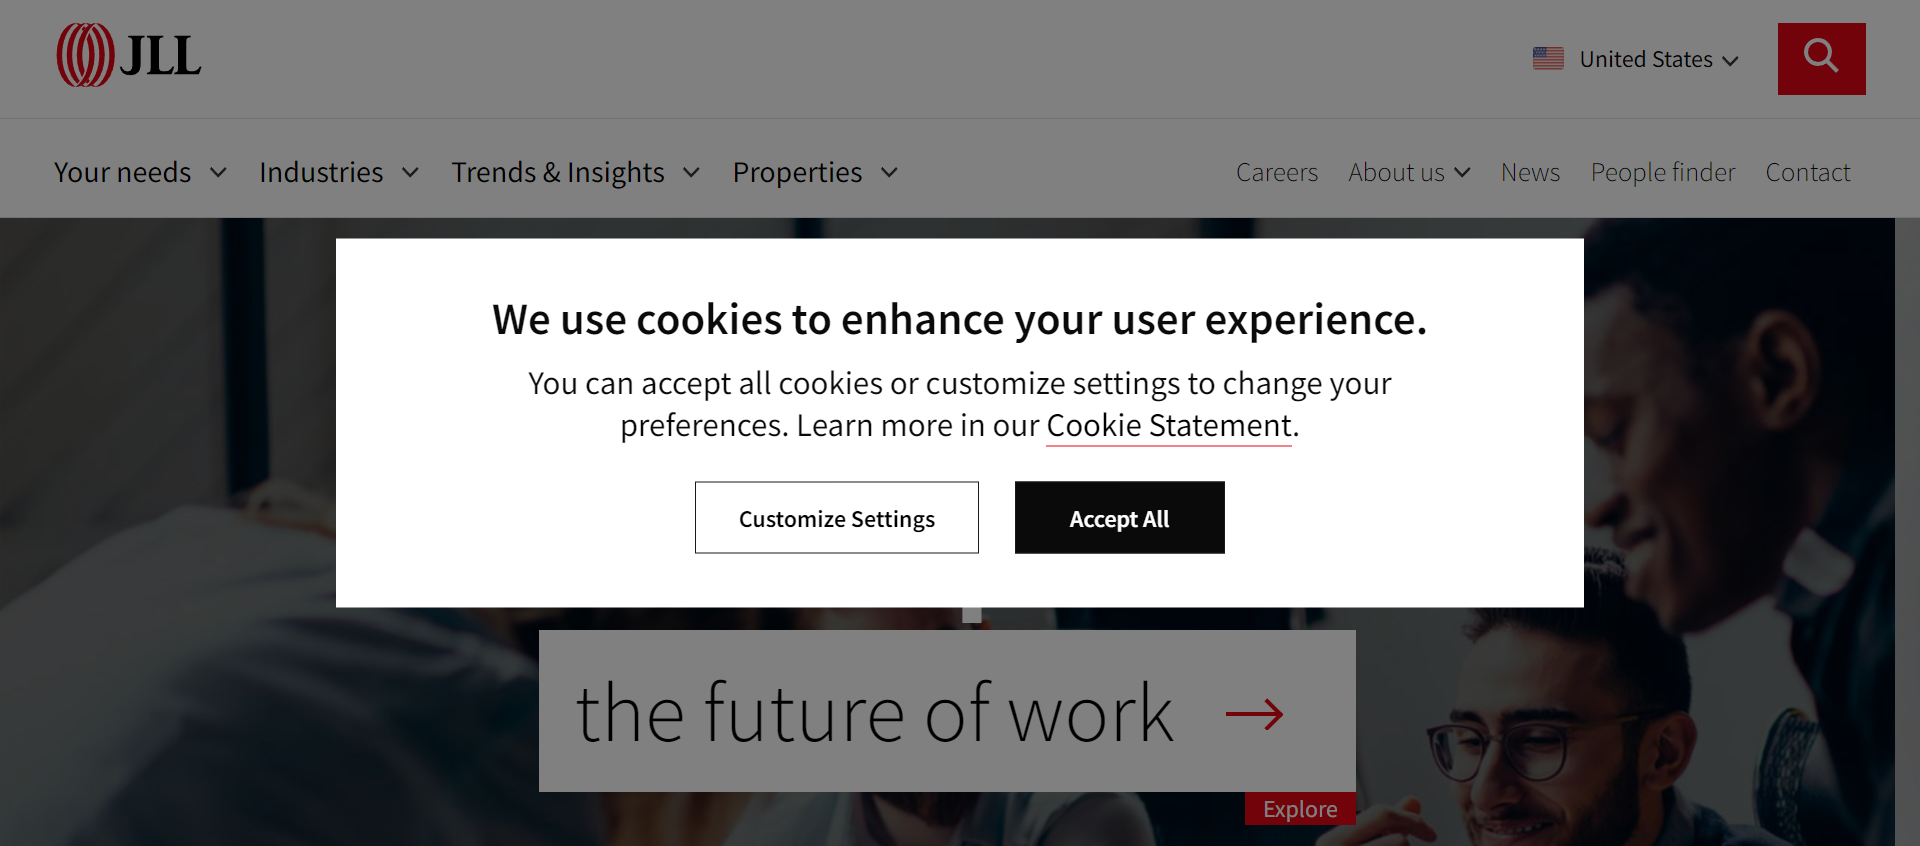 JLL
United States
Your needs
Industries
Trends & Insights
Properties
Careers
About us
News
People finder
Contact
We use cookies to enhance your user experience.
You can accept all cookies or customize settings to change your
preferences. Learn more in our Cookie Statement.
Customize Settings
Accept All
the future of work
Explore